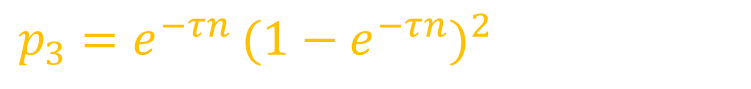 p₃ = e^{−τn} (1 − e^{−τn})²